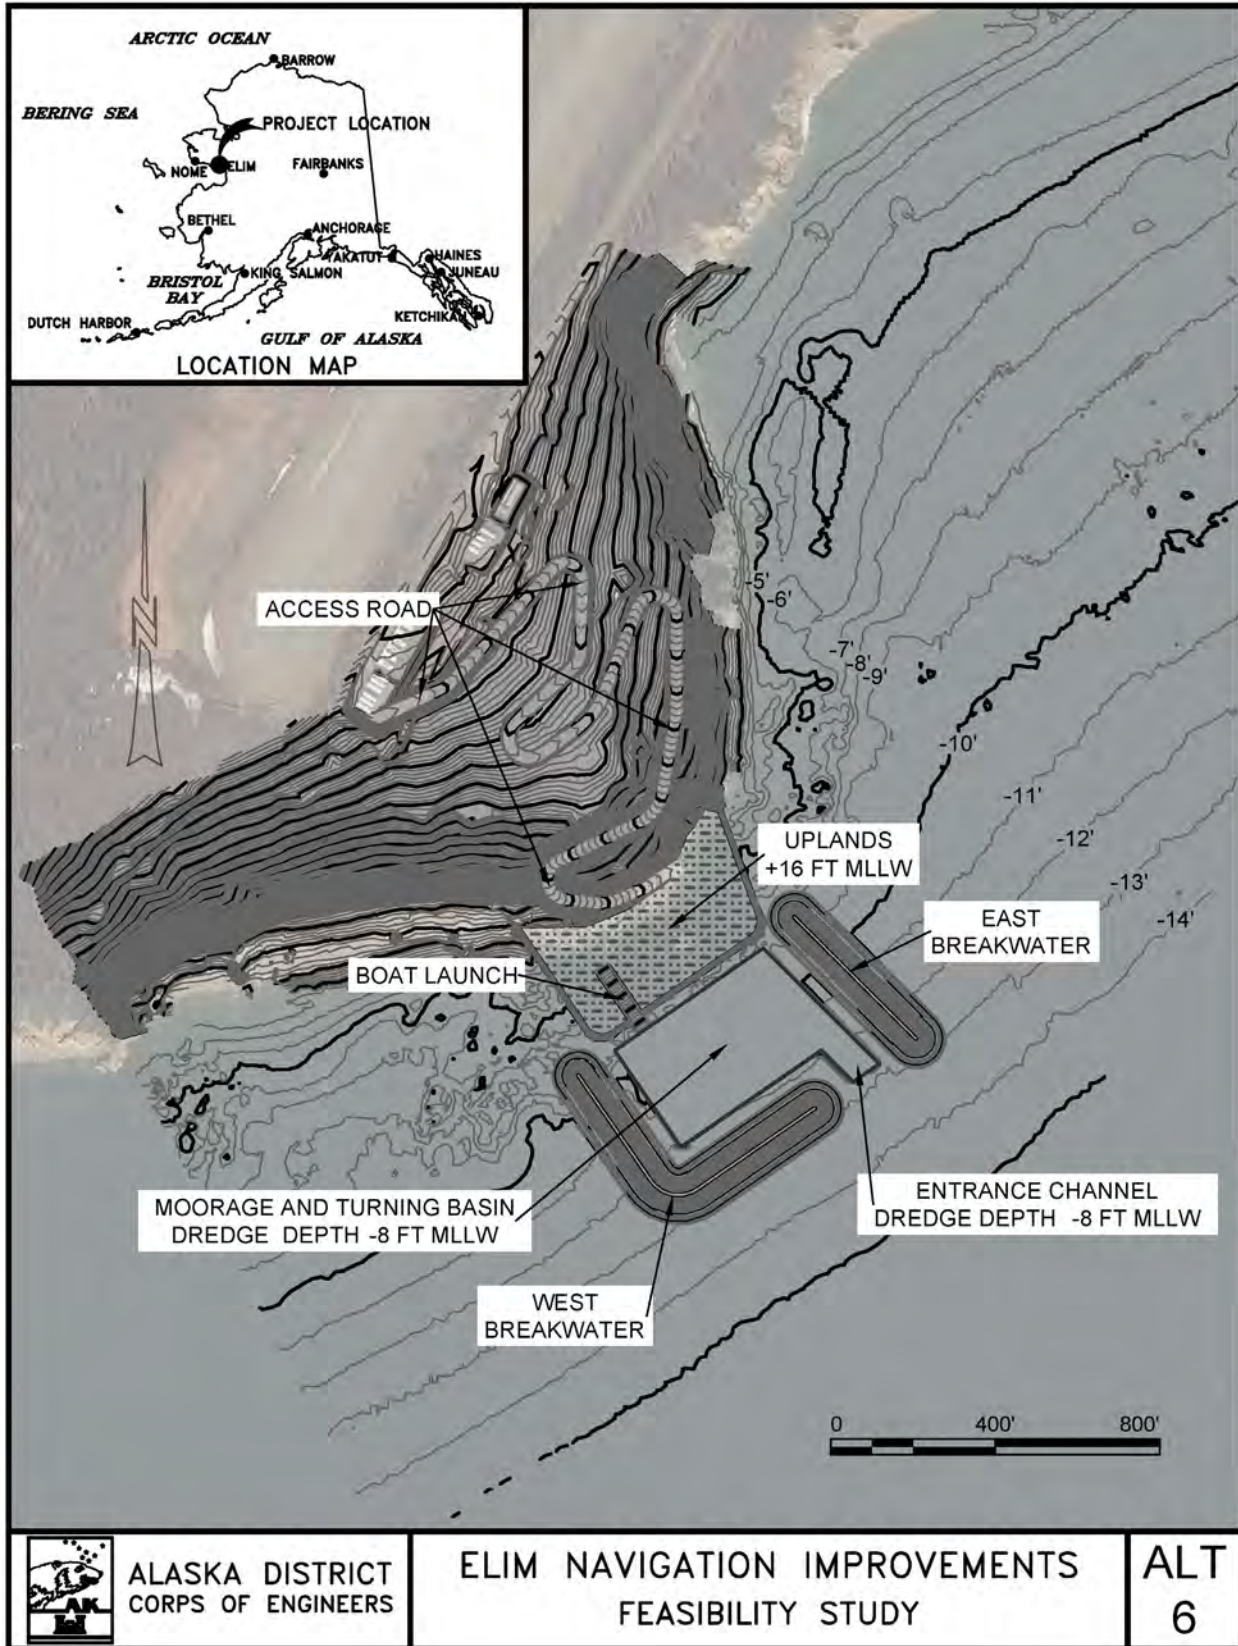 ARCTIC OCEAN
BARROW
BERING SEA
PROJECT LOCATION
NOME
ELIM
FAIRBANKS
BETHEL
ANCHORAGE
YAKATUT
HAINES
JUNEAU
BRISTOL
BAY
KING SALMON
KETCHIKAN
DUTCH HARBOR
GULF OF ALASKA
LOCATION MAP
N
ACCESS ROAD
-5'
-6'
-7'
-8'
-9'
-10'
-11'
-12'
-13'
-14'
UPLANDS
+16 FT MLLW
EAST
BREAKWATER
BOAT LAUNCH
MOORAGE AND TURNING BASIN
DREDGE DEPTH -8 FT MLLW
ENTRANCE CHANNEL
DREDGE DEPTH -8 FT MLLW
WEST
BREAKWATER
0 400' 800'
AK
ALASKA DISTRICT
CORPS OF ENGINEERS
ELIM NAVIGATION IMPROVEMENTS
FEASIBILITY STUDY
ALT
6